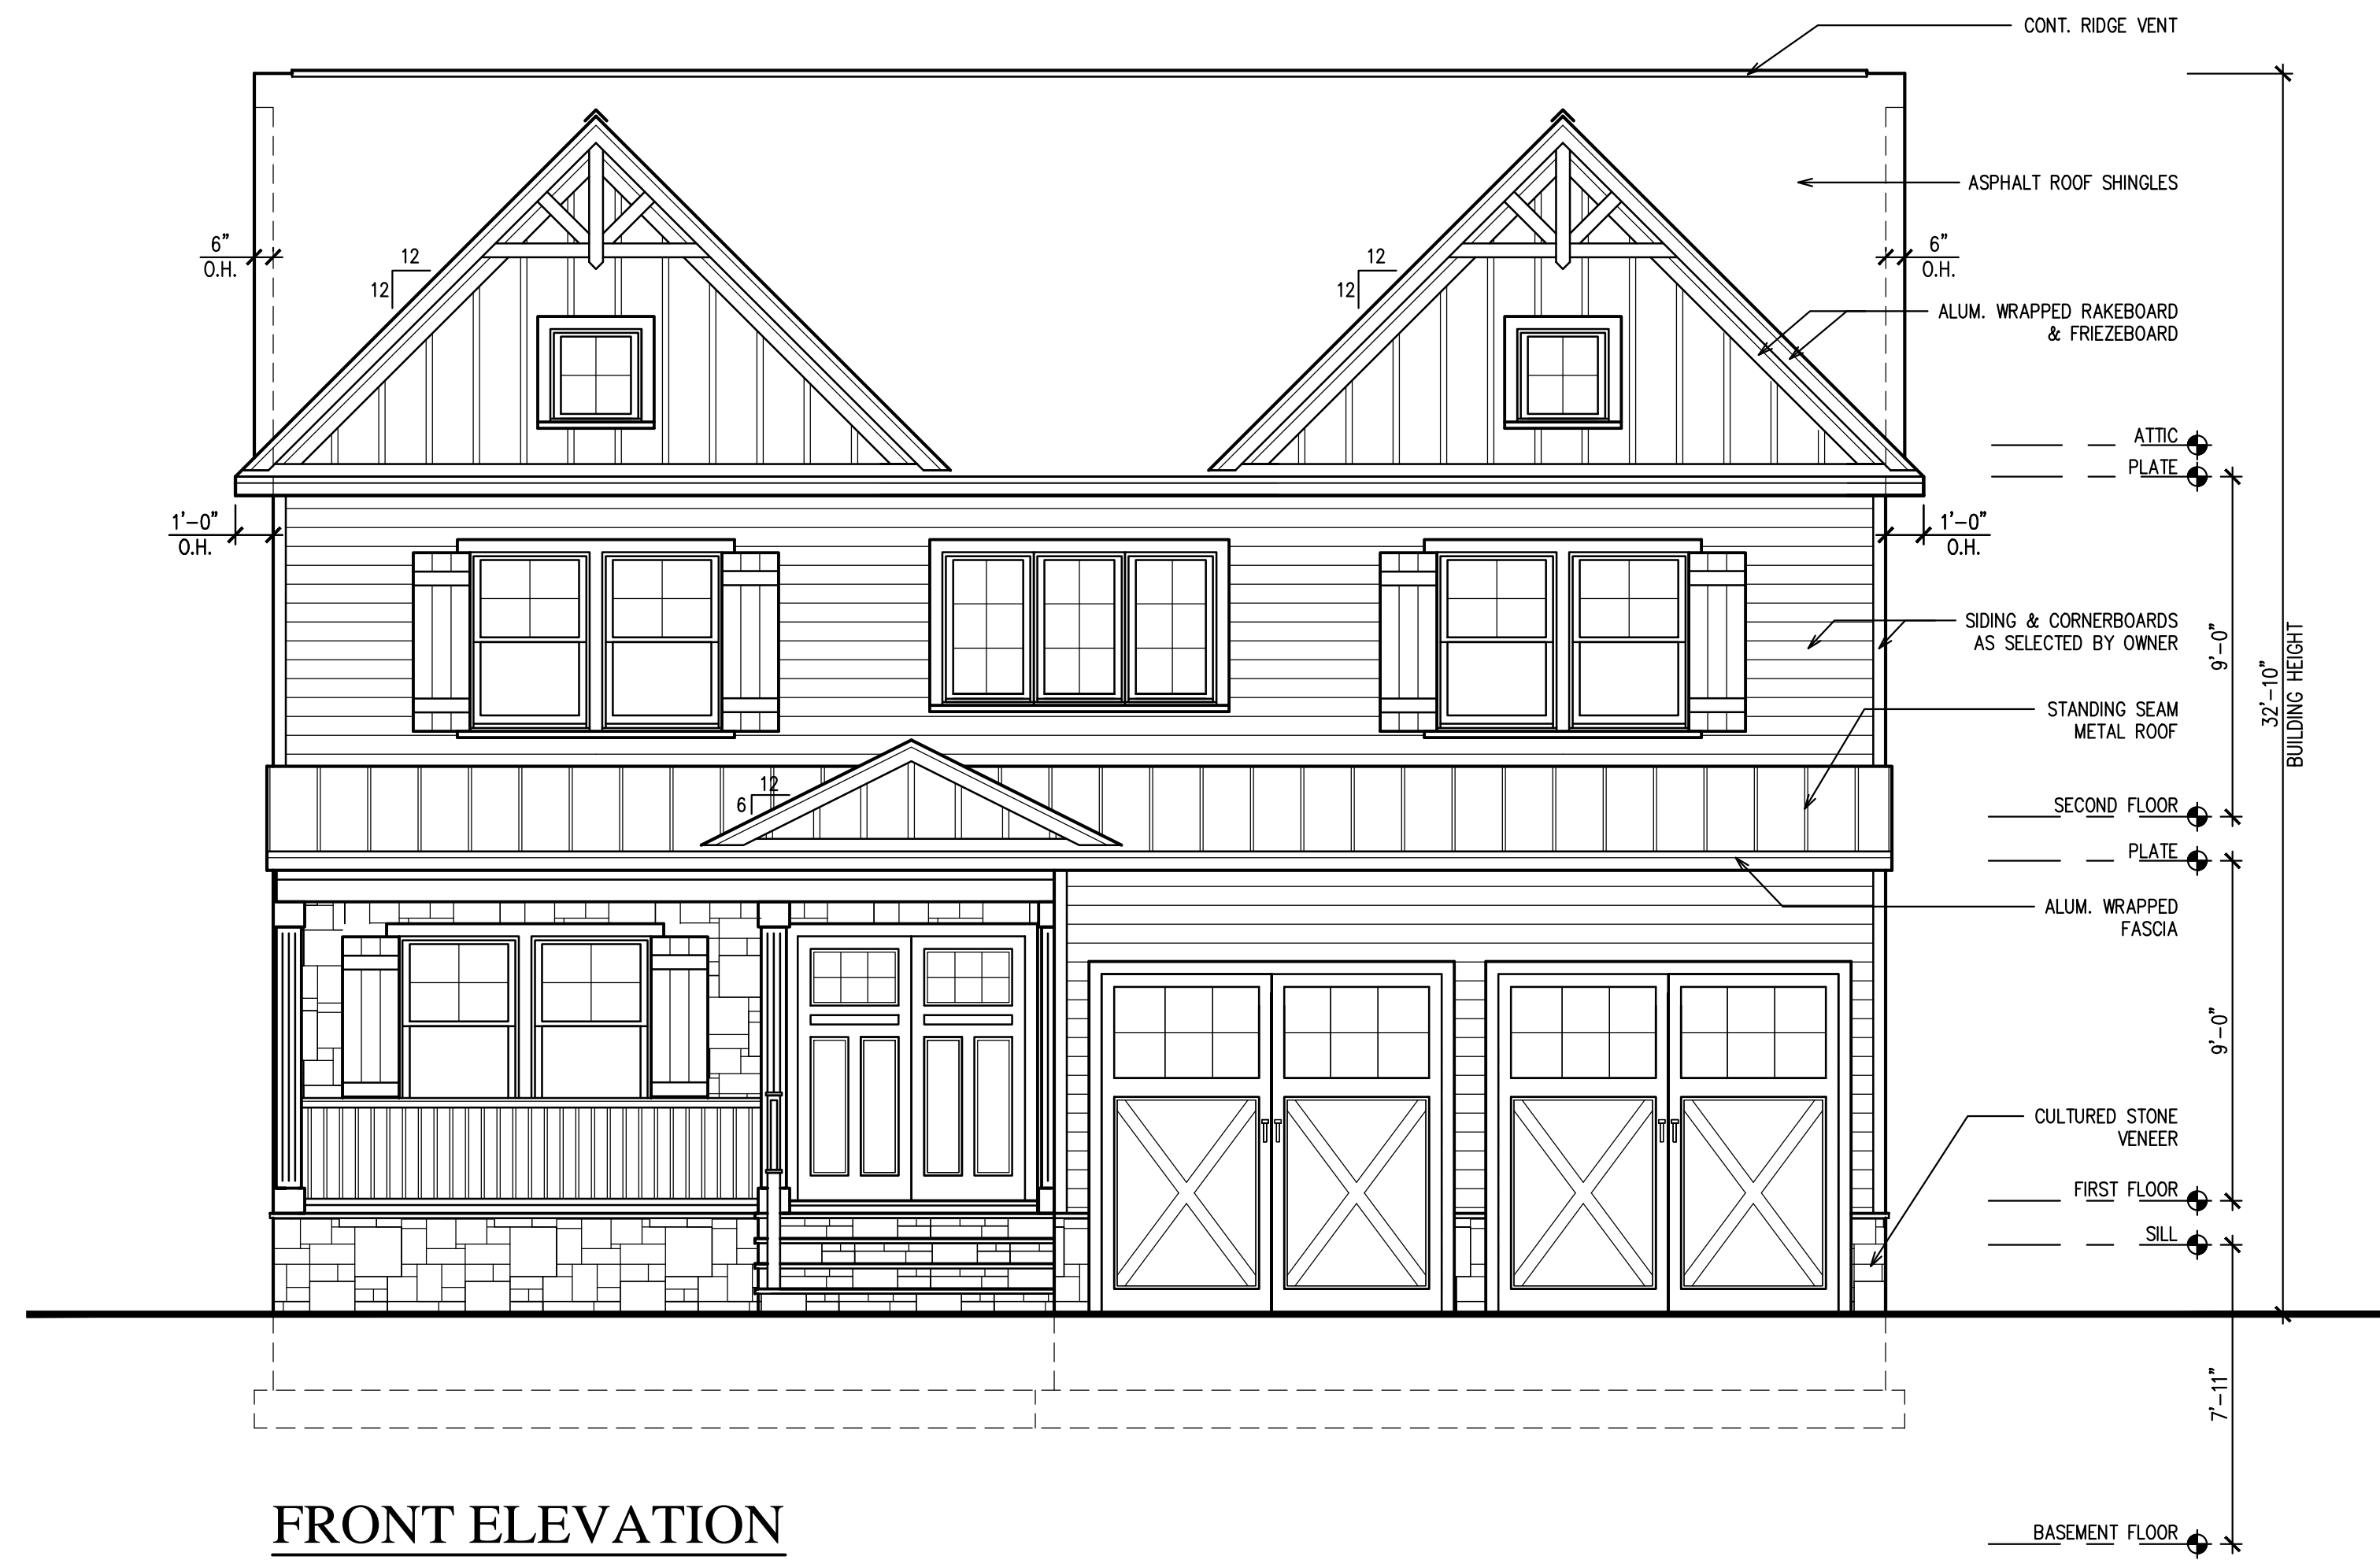 CONT. RIDGE VENT
ASPHALT ROOF SHINGLES
6"
O.H.
12
12
12
12
6"
O.H.
ALUM. WRAPPED RAKEBOARD
& FRIEZEBOARD
ATTIC
PLATE
1'-0"
O.H.
1'-0"
O.H.
SIDING & CORNERBOARDS
AS SELECTED BY OWNER
9'-0"
32'-10"
BUILDING HEIGHT
STANDING SEAM
METAL ROOF
12
6
SECOND FLOOR
PLATE
ALUM. WRAPPED
FASCIA
9'-0"
CULTURED STONE
VENEER
FIRST FLOOR
SILL
7'-11"
FRONT ELEVATION
BASEMENT FLOOR